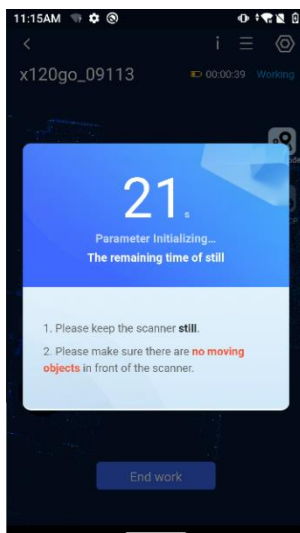 11:15AM
x120go_09113
00:00:39 Working
21 s
Parameter Initializing...
The remaining time of still
1. Please keep the scanner still.
2. Please make sure there are no moving
objects in front of the scanner.
End work